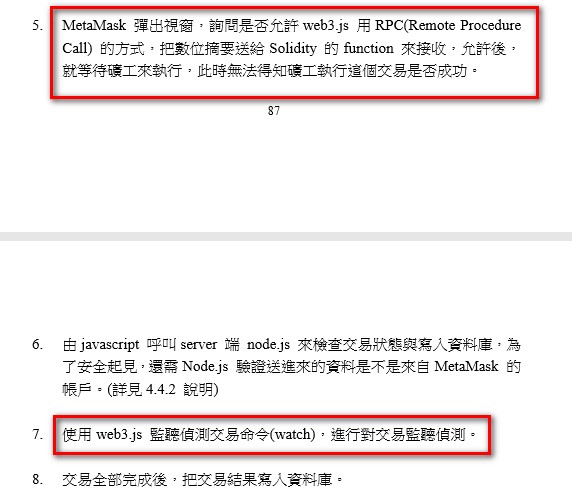 5. MetaMask 彈出視窗，詢問是否允許 web3.js 用 RPC(Remote Procedure
Call) 的方式，把數位摘要送給 Solidity 的 function 來接收，允許後，
就等待礦工來執行，此時無法得知礦工執行這個交易是否成功。
87
6. 由 javascript 呼叫 server 端 node.js 來檢查交易狀態與寫入資料庫，為
了安全起見，還需 Node.js 驗證送進來的資料是不是來自 MetaMask 的
帳戶。(詳見 4.4.2 說明)
7. 使用 web3.js 監聽偵測交易命令(watch)，進行對交易監聽偵測。
8. 交易全部完成後，把交易結果寫入資料庫。